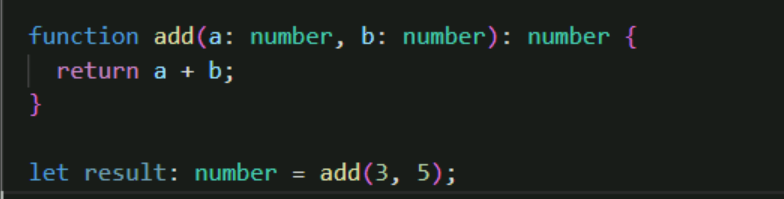 function add(a: number, b: number): number {
  return a + b;
}
let result: number = add(3, 5);